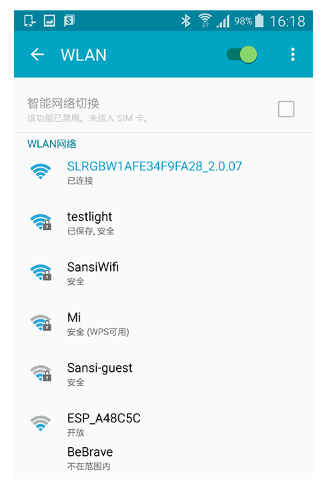 98% 16:18
WLAN
智能网络切换
该功能已禁用。未插入 SIM 卡。
WLAN网络
SLRGBW1AFE34F9FA28_2.0.07
已连接
testlight
已保存, 安全
SansiWifi
安全
Mi
安全 (WPS可用)
Sansi-guest
安全
ESP_A48C5C
开放
BeBrave
不在范围内